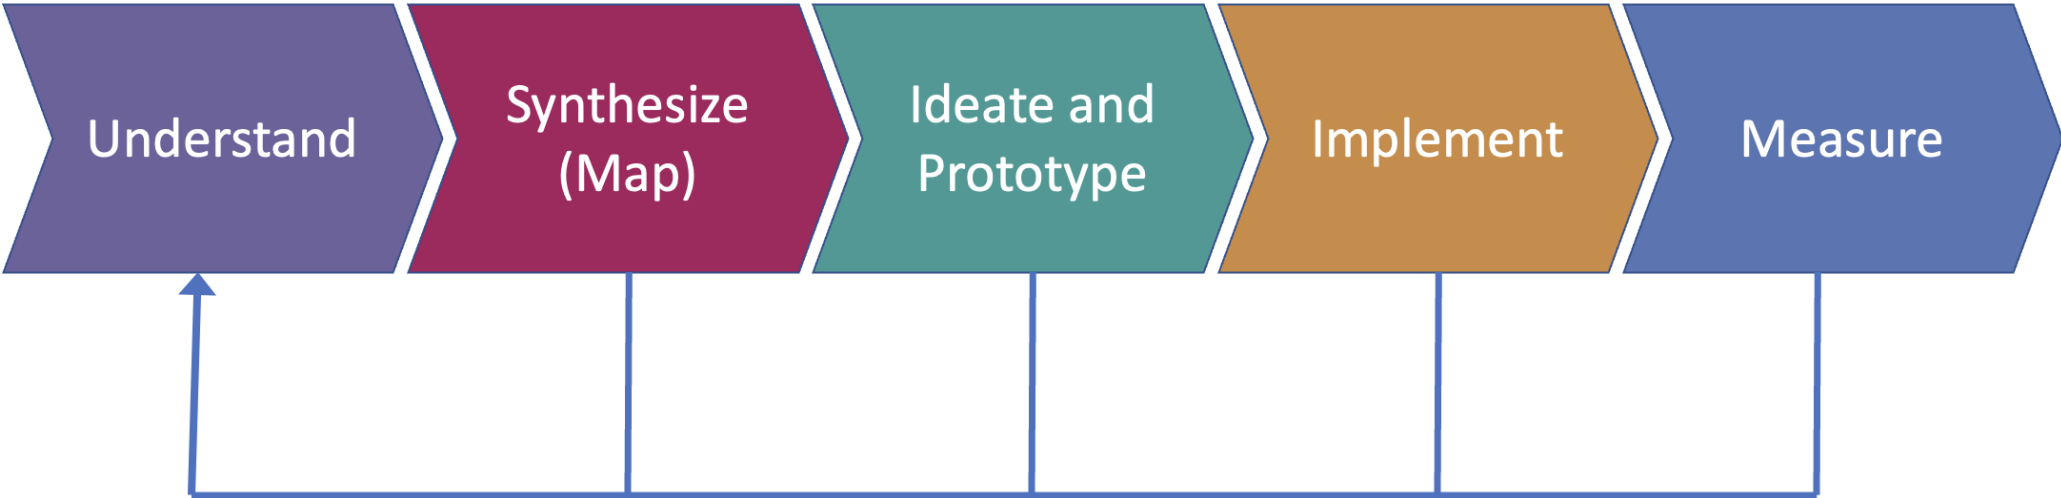 Understand
Synthesize
(Map)
Ideate and
Prototype
Implement
Measure